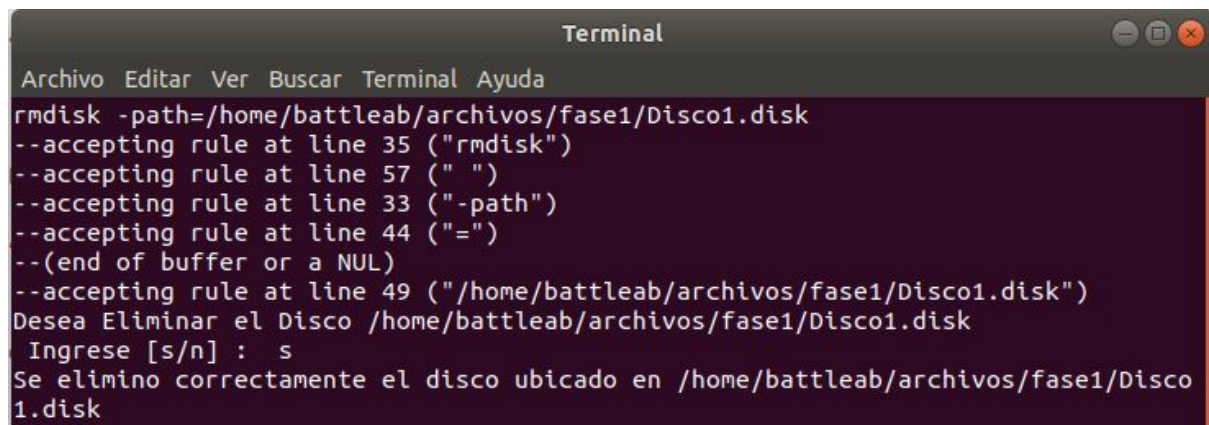 Terminal
Archivo Editar Ver Buscar Terminal Ayuda
rmdisk -path=/home/battleab/archivos/fase1/Disco1.disk
--accepting rule at line 35 ("rmdisk")
--accepting rule at line 57 (" ")
--accepting rule at line 33 ("-path")
--accepting rule at line 44 ("=")
--(end of buffer or a NUL)
--accepting rule at line 49 ("/home/battleab/archivos/fase1/Disco1.disk")
Desea Eliminar el Disco /home/battleab/archivos/fase1/Disco1.disk
 Ingrese [s/n] :  s
Se elimino correctamente el disco ubicado en /home/battleab/archivos/fase1/Disco
1.disk